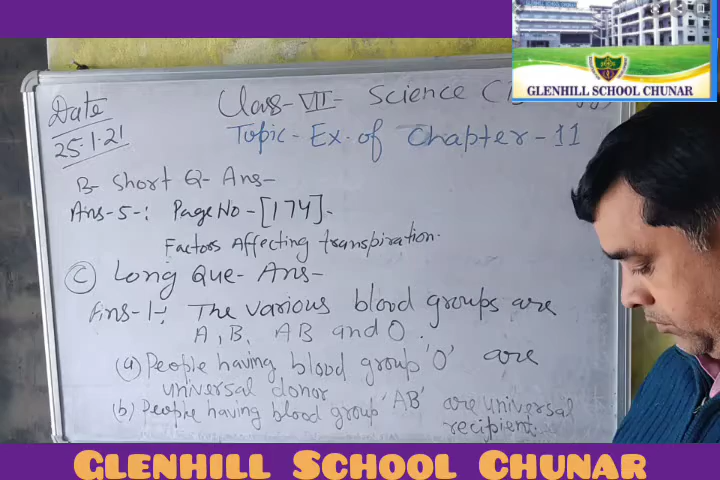 GLENHILL SCHOOL CHUNAR
Date
25.1.21
Class-VII- Science
Topic- Ex. of Chapter-11
B- Short Q- Ans-
Ans-5-: Page No-[174].
Factors Affecting transpiration.
(C) Long Que- Ans-
Ans-1-: The various blood groups are
A, B, AB and O.
(a) People having blood group 'O' are
universal donor
(b) People having blood group 'AB' are universal
recipient.
GLENHILL SCHOOL CHUNAR